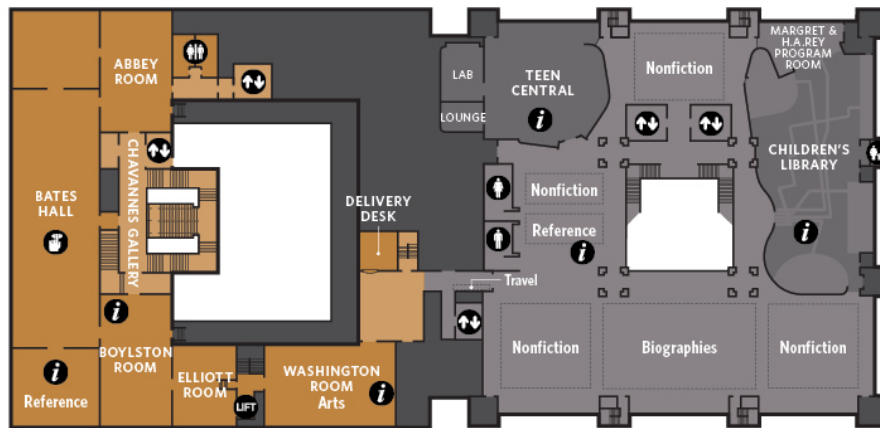 ABBEY
ROOM
BATES
HALL
CHAVANNES GALLERY
DELIVERY
DESK
BOYLSTON
ROOM
Reference
ELLIOTT
ROOM
LIFT
WASHINGTON
ROOM
Arts
LAB
LOUNGE
TEEN
CENTRAL
Nonfiction
MARGRET &
H.A.REY
PROGRAM
ROOM
CHILDREN'S
LIBRARY
Nonfiction
Reference
Travel
Nonfiction
Biographies
Nonfiction